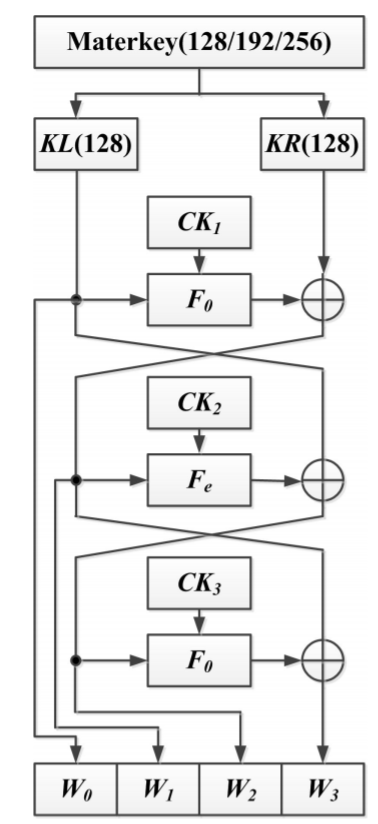 Materkey(128/192/256)
KL(128) KR(128)
CK1
F0
CK2
Fe
CK3
F0
W0 W1 W2 W3